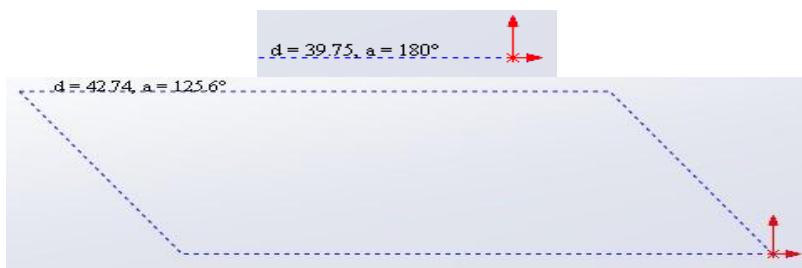 d = 39.75, a = 180°
d = 42.74, a = 125.6°